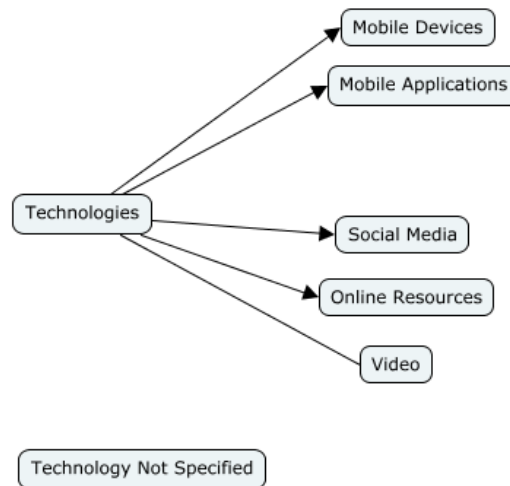 Mobile Devices
Mobile Applications
Technologies
Social Media
Online Resources
Video
Technology Not Specified